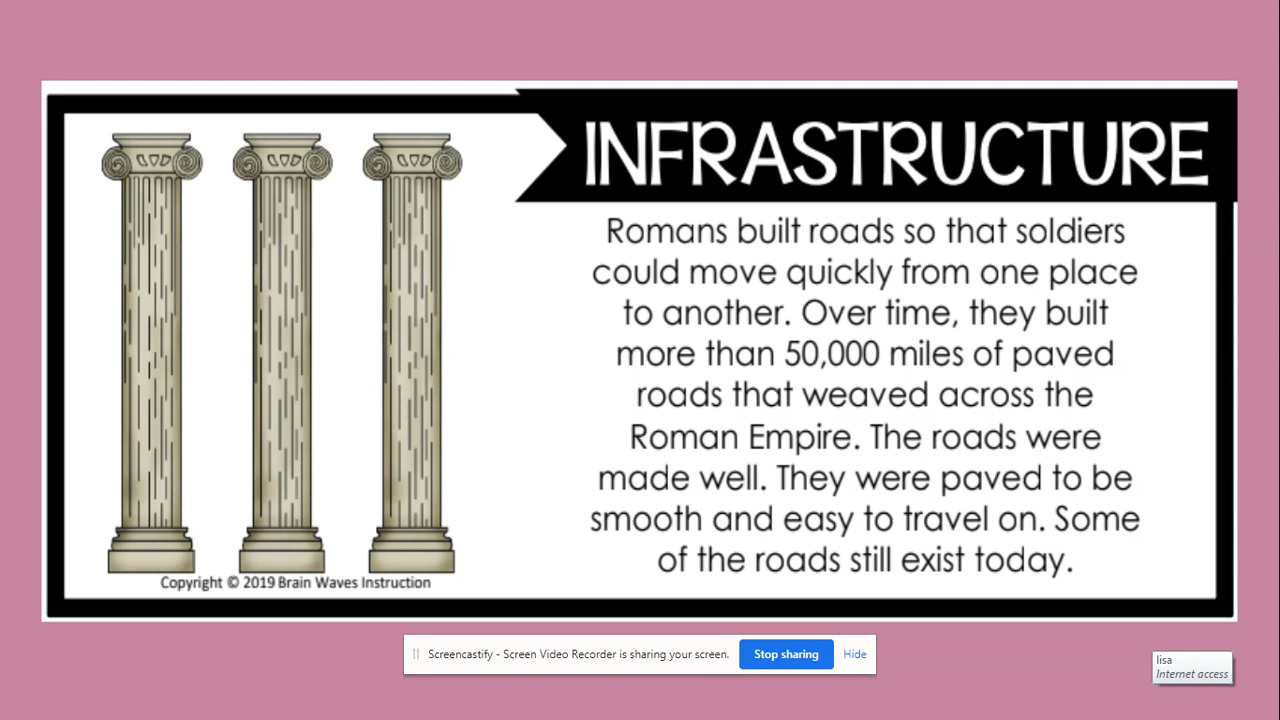 INFRASTRUCTURE
Romans built roads so that soldiers
could move quickly from one place
to another. Over time, they built
more than 50,000 miles of paved
roads that weaved across the
Roman Empire. The roads were
made well. They were paved to be
smooth and easy to travel on. Some
of the roads still exist today.
Copyright © 2019 Brain Waves Instruction
Screencastify - Screen Video Recorder is sharing your screen. Stop sharing Hide
lisa
Internet access